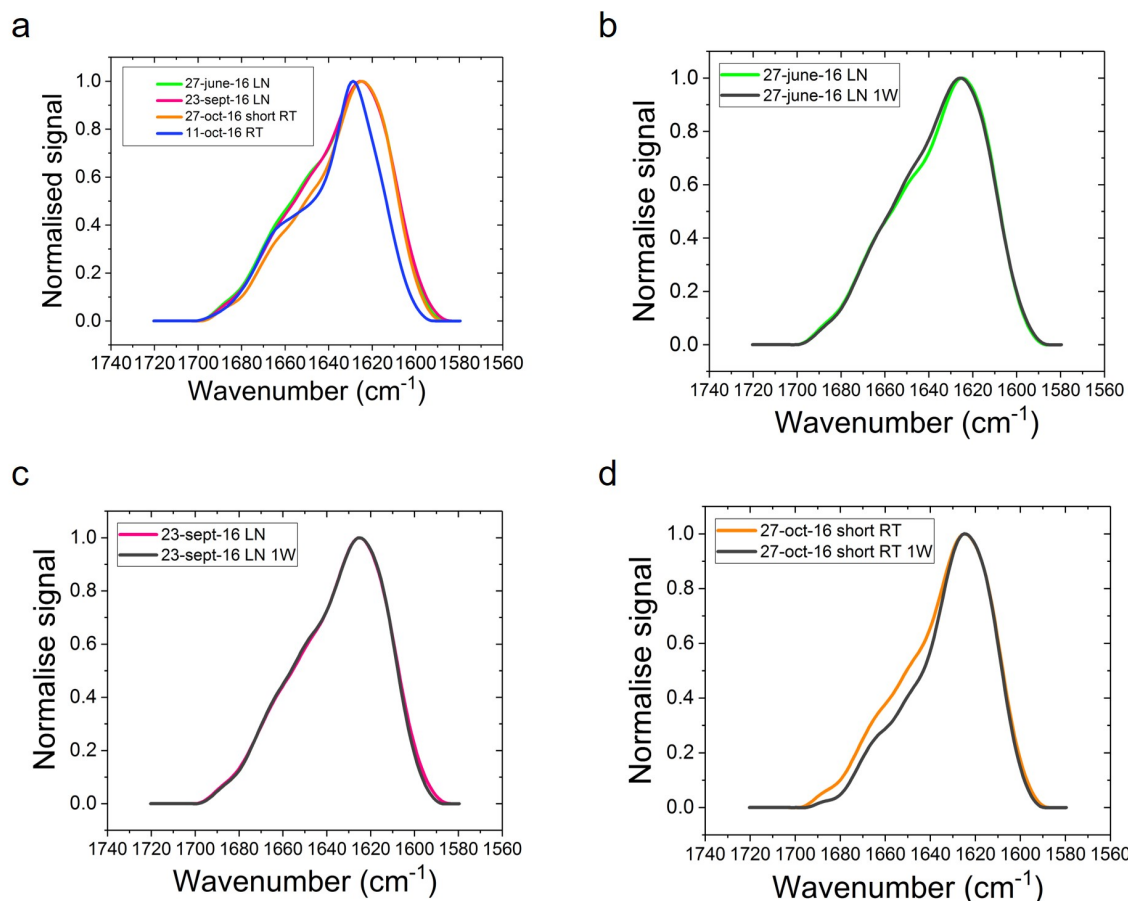 a
27-june-16 LN
23-sept-16 LN
27-oct-16 short RT
11-oct-16 RT
1.0
0.8
0.6
0.4
0.2
0.0
Normalised signal
1740 1720 1700 1680 1660 1640 1620 1600 1580 1560
Wavenumber (cm-1)
b
27-june-16 LN
27-june-16 LN 1W
1.0
0.8
0.6
0.4
0.2
0.0
Normalise signal
1740 1720 1700 1680 1660 1640 1620 1600 1580 1560
Wavenumber (cm-1)
c
23-sept-16 LN
23-sept-16 LN 1W
1.0
0.8
0.6
0.4
0.2
0.0
Normalise signal
1740 1720 1700 1680 1660 1640 1620 1600 1580 1560
Wavenumber (cm-1)
d
27-oct-16 short RT
27-oct-16 short RT 1W
1.0
0.8
0.6
0.4
0.2
0.0
Normalise signal
1740 1720 1700 1680 1660 1640 1620 1600 1580 1560
Wavenumber (cm-1)